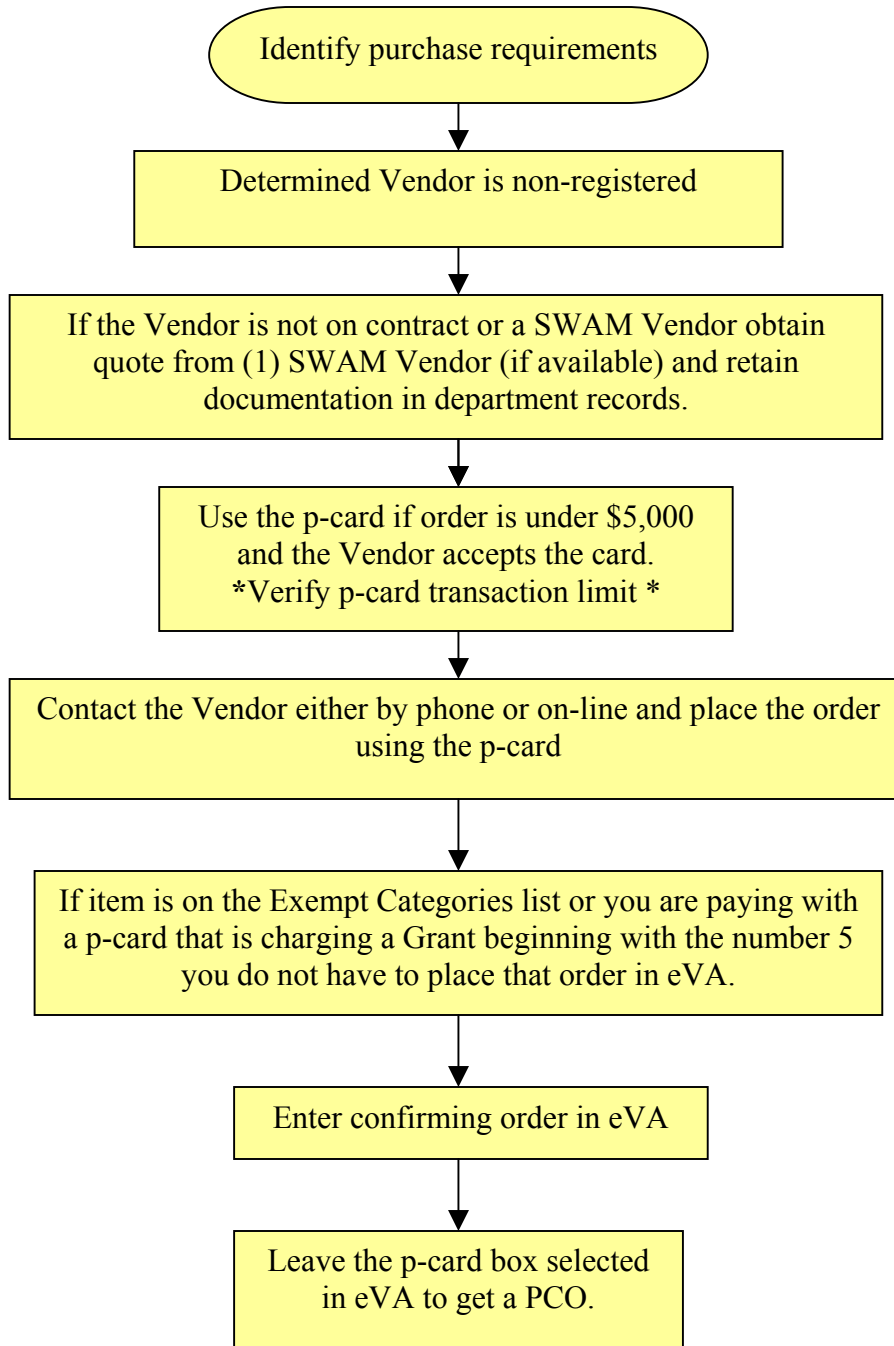 Identify purchase requirements
Determined Vendor is non-registered
If the Vendor is not on contract or a SWAM Vendor obtain
quote from (1) SWAM Vendor (if available) and retain
documentation in department records.
Use the p-card if order is under $5,000
and the Vendor accepts the card.
*Verify p-card transaction limit *
Contact the Vendor either by phone or on-line and place the order
using the p-card
If item is on the Exempt Categories list or you are paying with
a p-card that is charging a Grant beginning with the number 5
you do not have to place that order in eVA.
Enter confirming order in eVA
Leave the p-card box selected
in eVA to get a PCO.